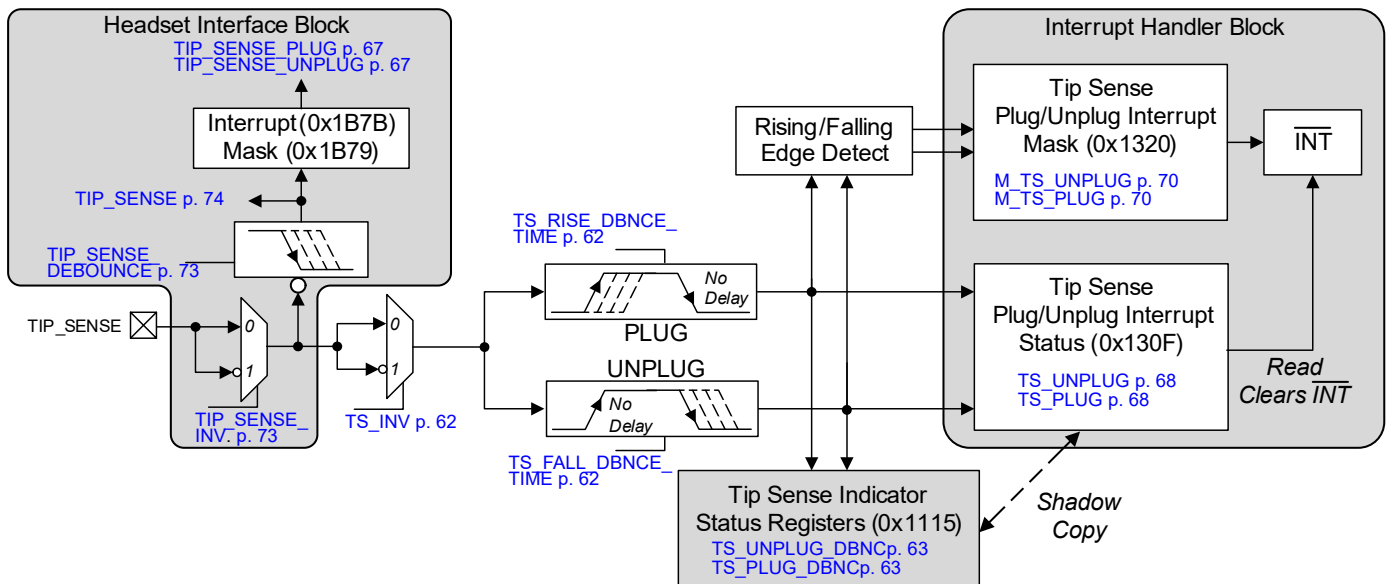 Headset Interface Block
TIP_SENSE_PLUG p. 67
TIP_SENSE_UNPLUG p. 67
Interrupt (0x1B7B)
Mask (0x1B79)
TIP_SENSE p. 74
TIP_SENSE_
DEBOUNCE p. 73
TIP_SENSE
0
1
TIP_SENSE_
INV. p. 73
0
1
TS_INV p. 62
TS_RISE_DBNCE_
TIME p. 62
No
Delay
PLUG
UNPLUG
No
Delay
TS_FALL_DBNCE_
TIME p. 62
Rising/Falling
Edge Detect
Tip Sense Indicator
Status Registers (0x1115)
TS_UNPLUG_DBNCp. 63
TS_PLUG_DBNCp. 63
Shadow
Copy
Interrupt Handler Block
Tip Sense
Plug/Unplug Interrupt
Mask (0x1320)
M_TS_UNPLUG p. 70
M_TS_PLUG p. 70
INT
Tip Sense
Plug/Unplug Interrupt
Status (0x130F)
TS_UNPLUG p. 68
TS_PLUG p. 68
Read
Clears INT